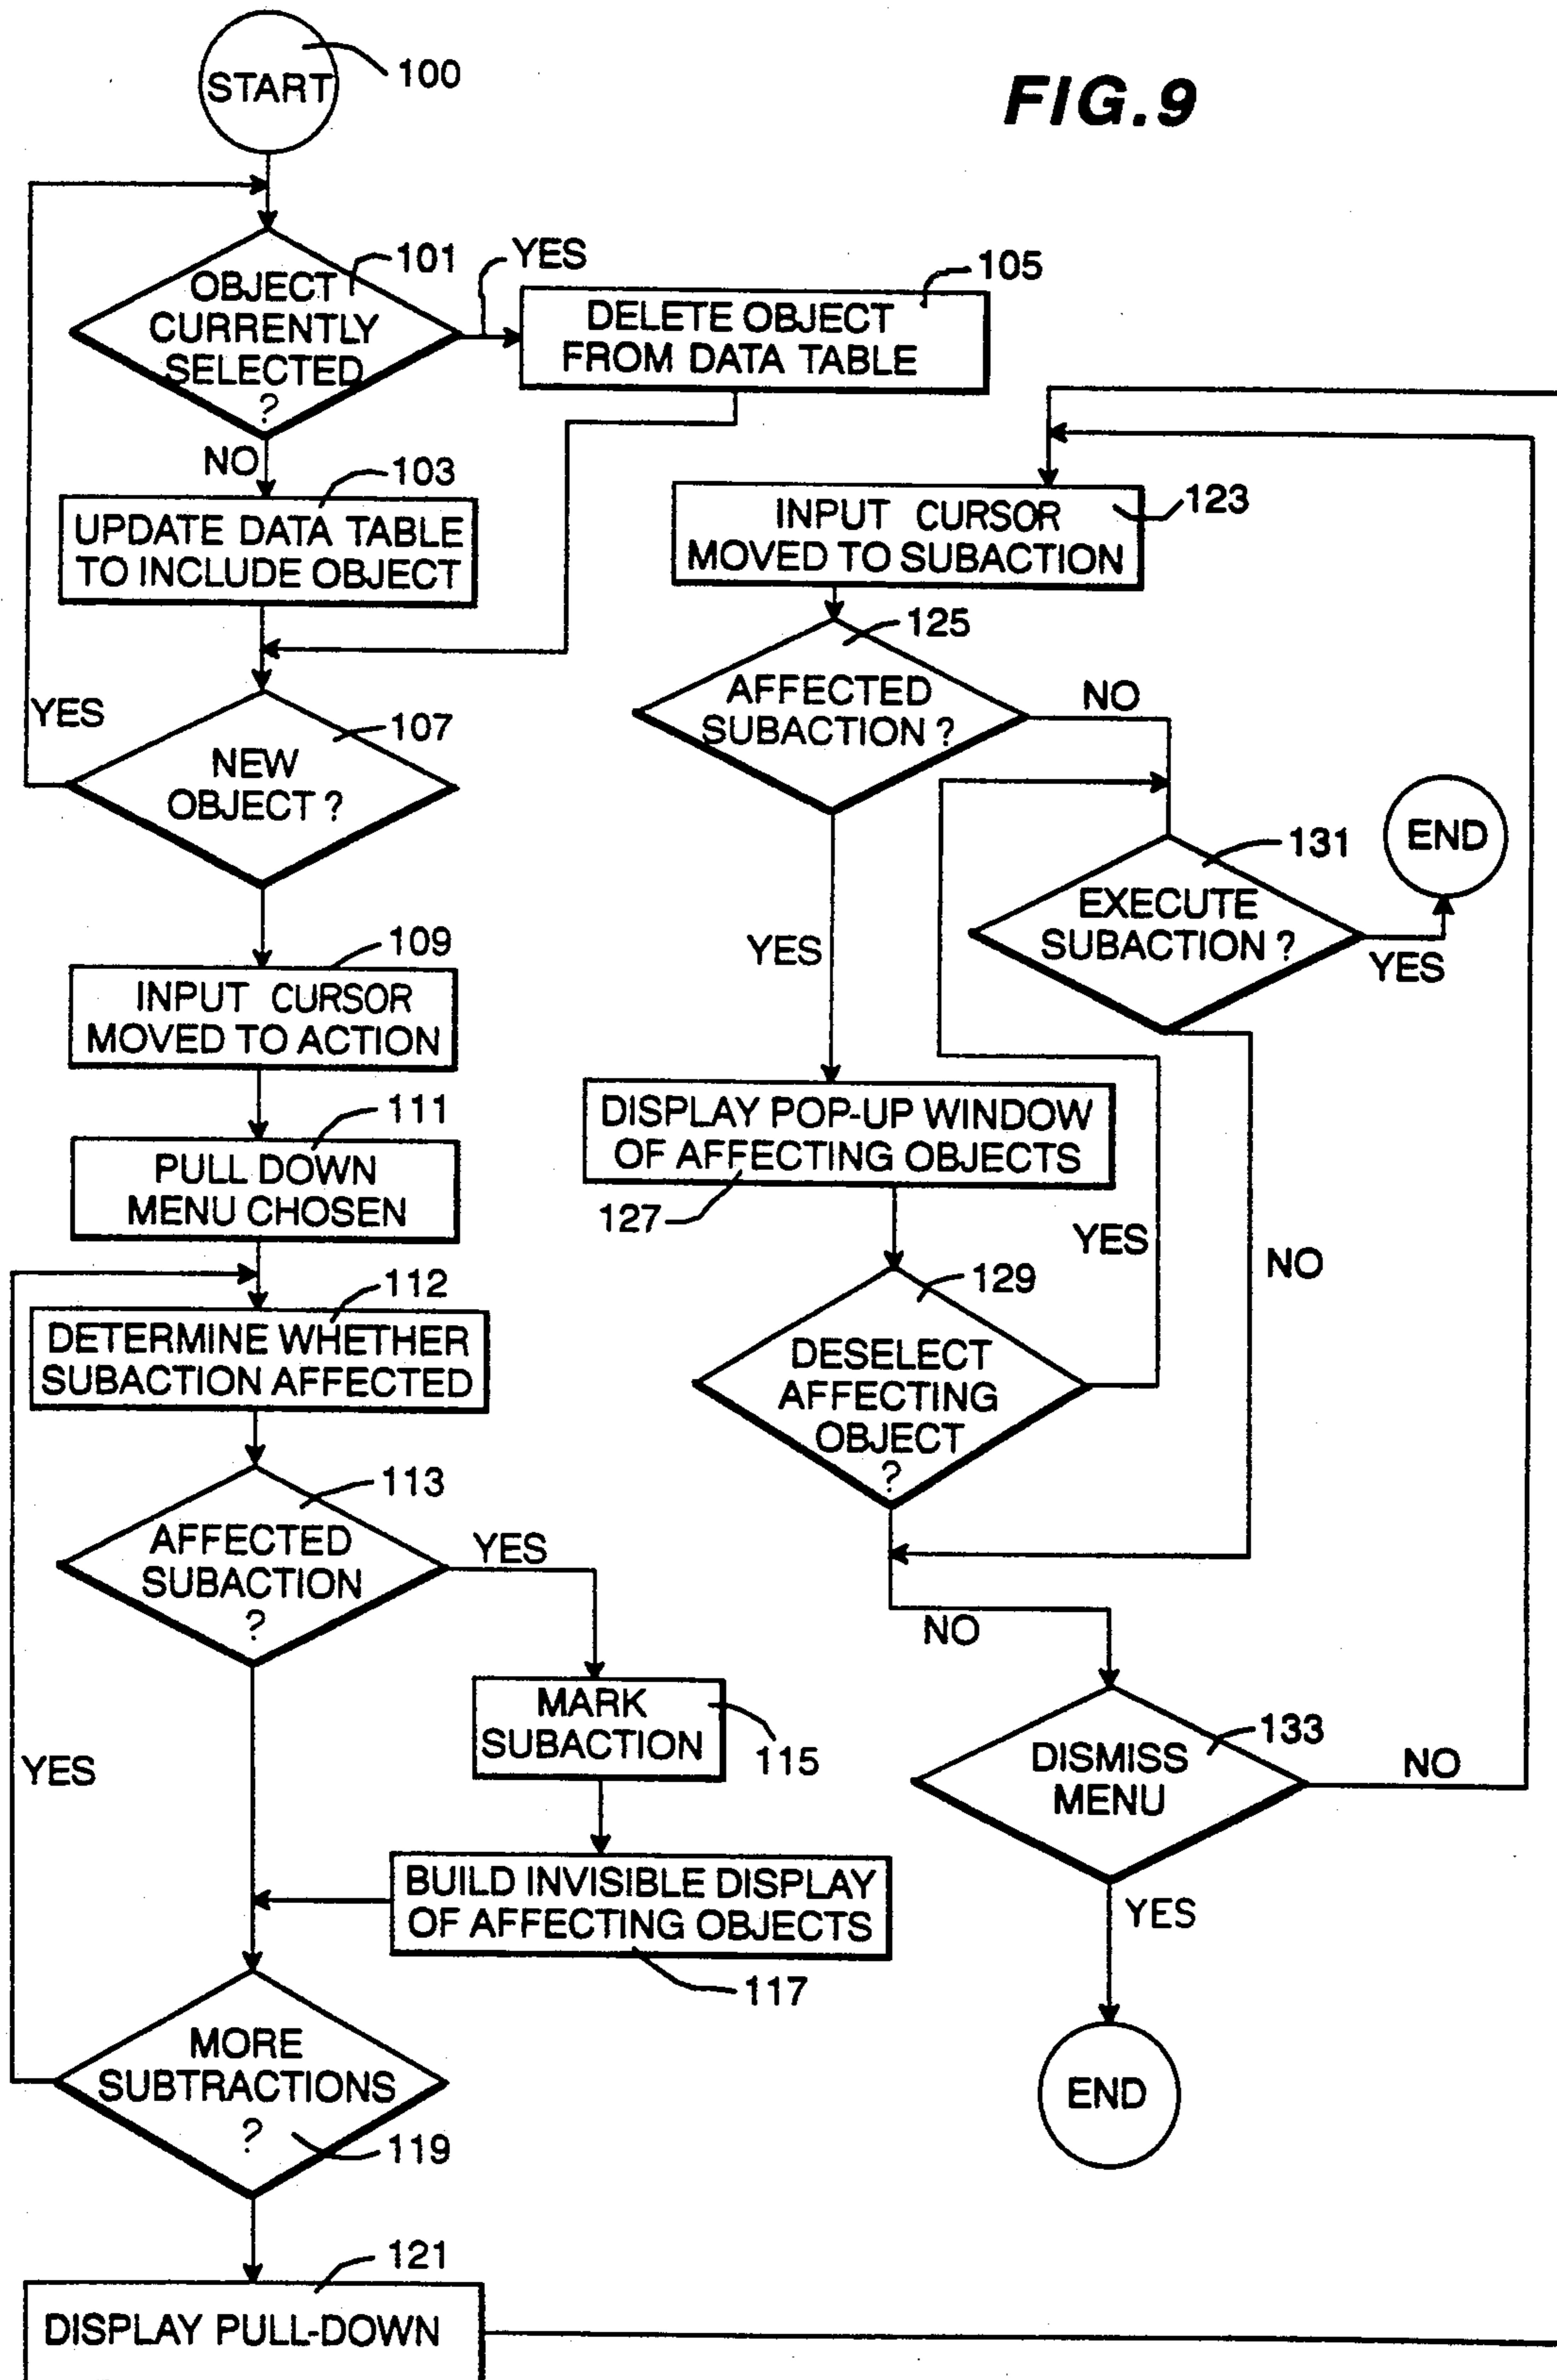 FIG.9
START
100
OBJECT
CURRENTLY
SELECTED
?
101
YES
DELETE OBJECT
FROM DATA TABLE
105
NO
UPDATE DATA TABLE
TO INCLUDE OBJECT
103
NEW
OBJECT ?
107
YES
INPUT CURSOR
MOVED TO ACTION
109
PULL DOWN
MENU CHOSEN
111
DETERMINE WHETHER
SUBACTION AFFECTED
112
AFFECTED
SUBACTION
?
113
YES
MARK
SUBACTION
115
BUILD INVISIBLE DISPLAY
OF AFFECTING OBJECTS
117
MORE
SUBTRACTIONS
?
119
YES
DISPLAY PULL-DOWN
121
INPUT CURSOR
MOVED TO SUBACTION
123
AFFECTED
SUBACTION ?
125
NO
YES
EXECUTE
SUBACTION ?
131
YES
END
NO
DISPLAY POP-UP WINDOW
OF AFFECTING OBJECTS
127
DESELECT
AFFECTING
OBJECT
?
129
YES
NO
DISMISS
MENU
133
NO
YES
END